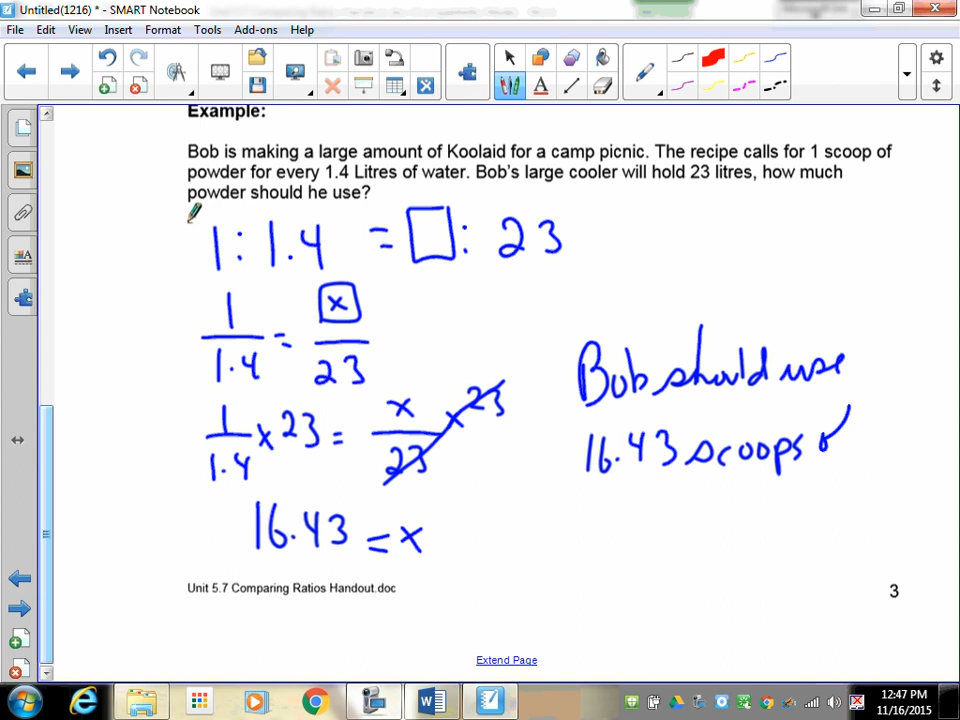 Untitled(1216) * - SMART Notebook
File Edit View Insert Format Tools Add-ons Help
Example:
Bob is making a large amount of Koolaid for a camp picnic. The recipe calls for 1 scoop of
powder for every 1.4 Litres of water. Bob's large cooler will hold 23 litres, how much
powder should he use?
1 : 1.4 = □ : 23
1/1.4 = x/23
1/1.4 x 23 = x/23 x 23
16.43 = x
Bob should use
16.43 scoops
Unit 5.7 Comparing Ratios Handout.doc
3
Extend Page
12:47 PM
11/16/2015